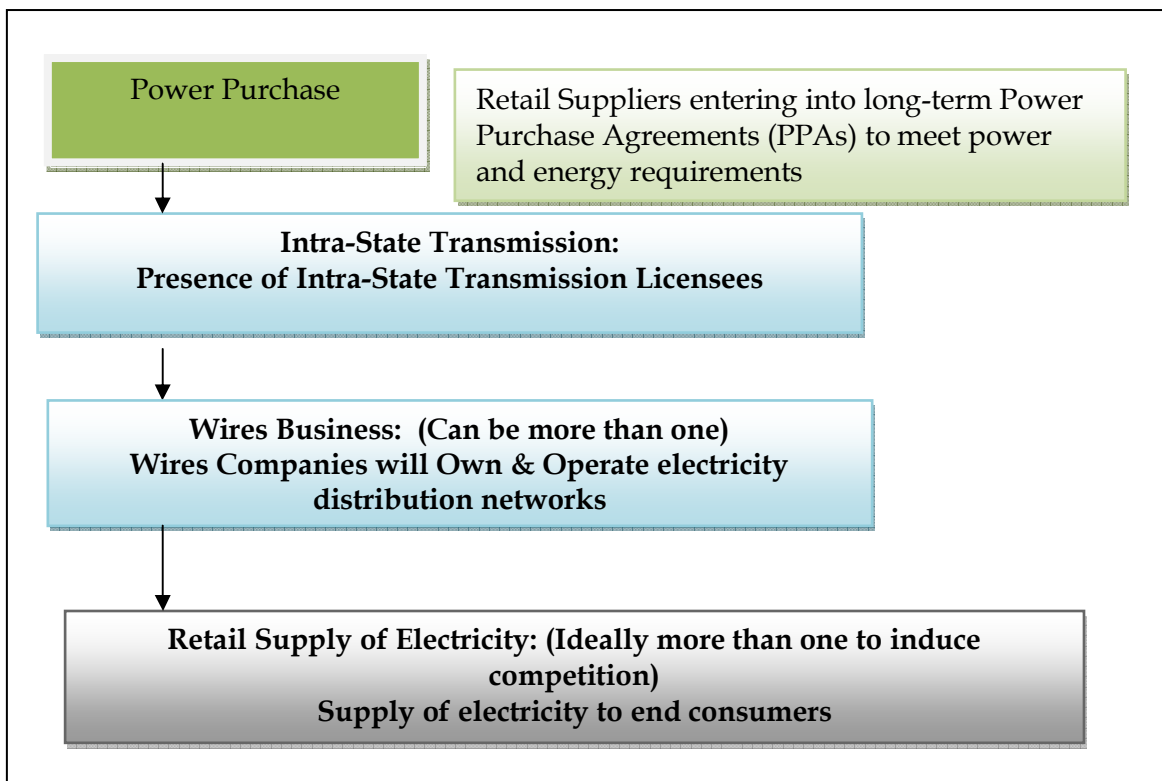 Power Purchase
Retail Suppliers entering into long-term Power
Purchase Agreements (PPAs) to meet power
and energy requirements
Intra-State Transmission:
Presence of Intra-State Transmission Licensees
Wires Business:  (Can be more than one)
Wires Companies will Own & Operate electricity
distribution networks
Retail Supply of Electricity: (Ideally more than one to induce
competition)
Supply of electricity to end consumers